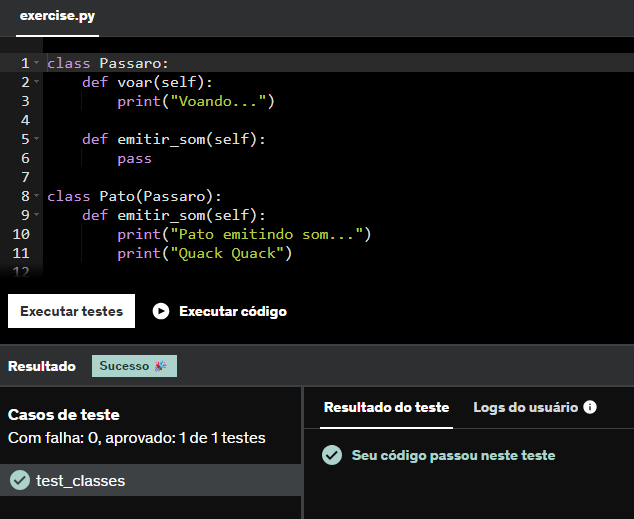 exercise.py
1 class Passaro:
2     def voar(self):
3         print("Voando...")
4
5     def emitir_som(self):
6         pass
7
8 class Pato(Passaro):
9     def emitir_som(self):
10         print("Pato emitindo som...")
11         print("Quack Quack")
12
Executar testes
Executar código
Resultado Sucesso 🎉
Casos de teste
Com falha: 0, aprovado: 1 de 1 testes
test_classes
Resultado do teste Logs do usuário
Seu código passou neste teste